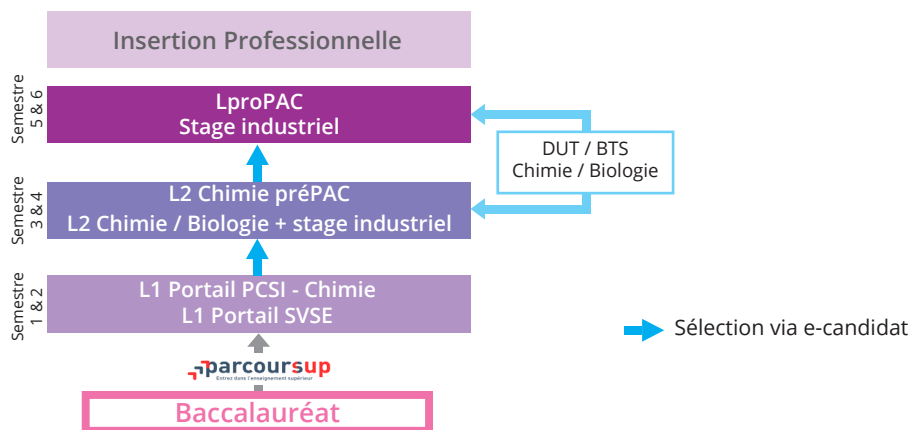 Insertion Professionnelle
Semestre
5 & 6
LproPAC
Stage industriel
DUT / BTS
Chimie / Biologie
Semestre
3 & 4
L2 Chimie préPAC
L2 Chimie / Biologie + stage industriel
Semestre
1 & 2
L1 Portail PCSI - Chimie
L1 Portail SVSE
Sélection via e-candidat
parcoursup
Entrez dans l'enseignement supérieur
Baccalauréat